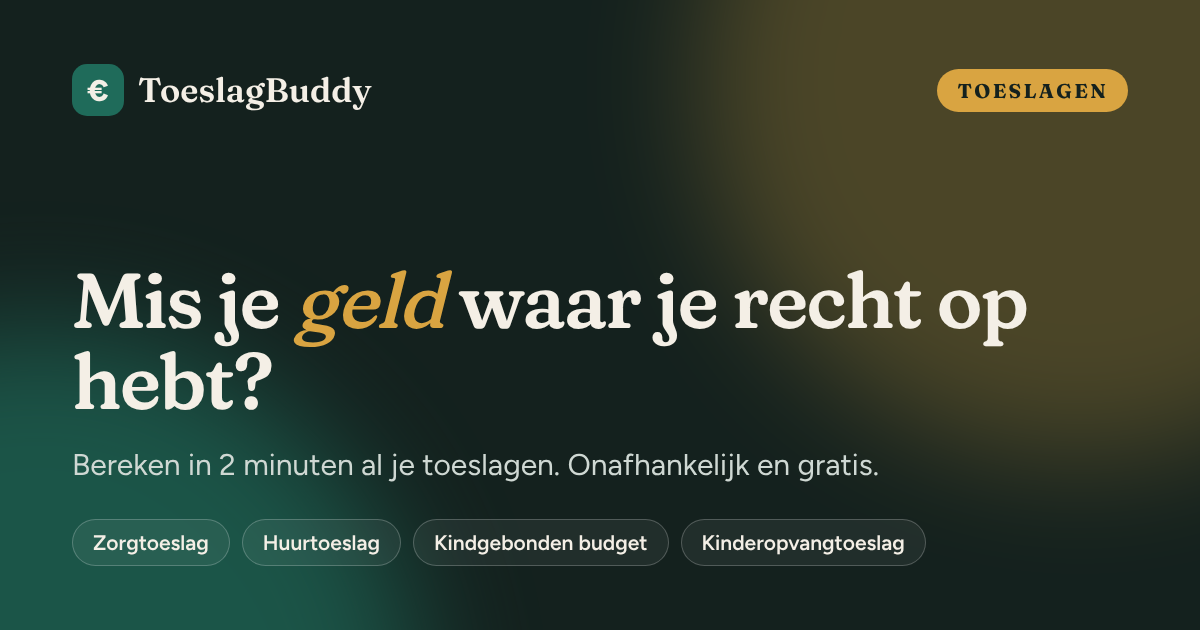 € ToeslagBuddy
TOESLAGEN
Mis je geld waar je recht op
hebt?
Bereken in 2 minuten al je toeslagen. Onafhankelijk en gratis.
Zorgtoeslag Huurtoeslag Kindgebonden budget Kinderopvangtoeslag